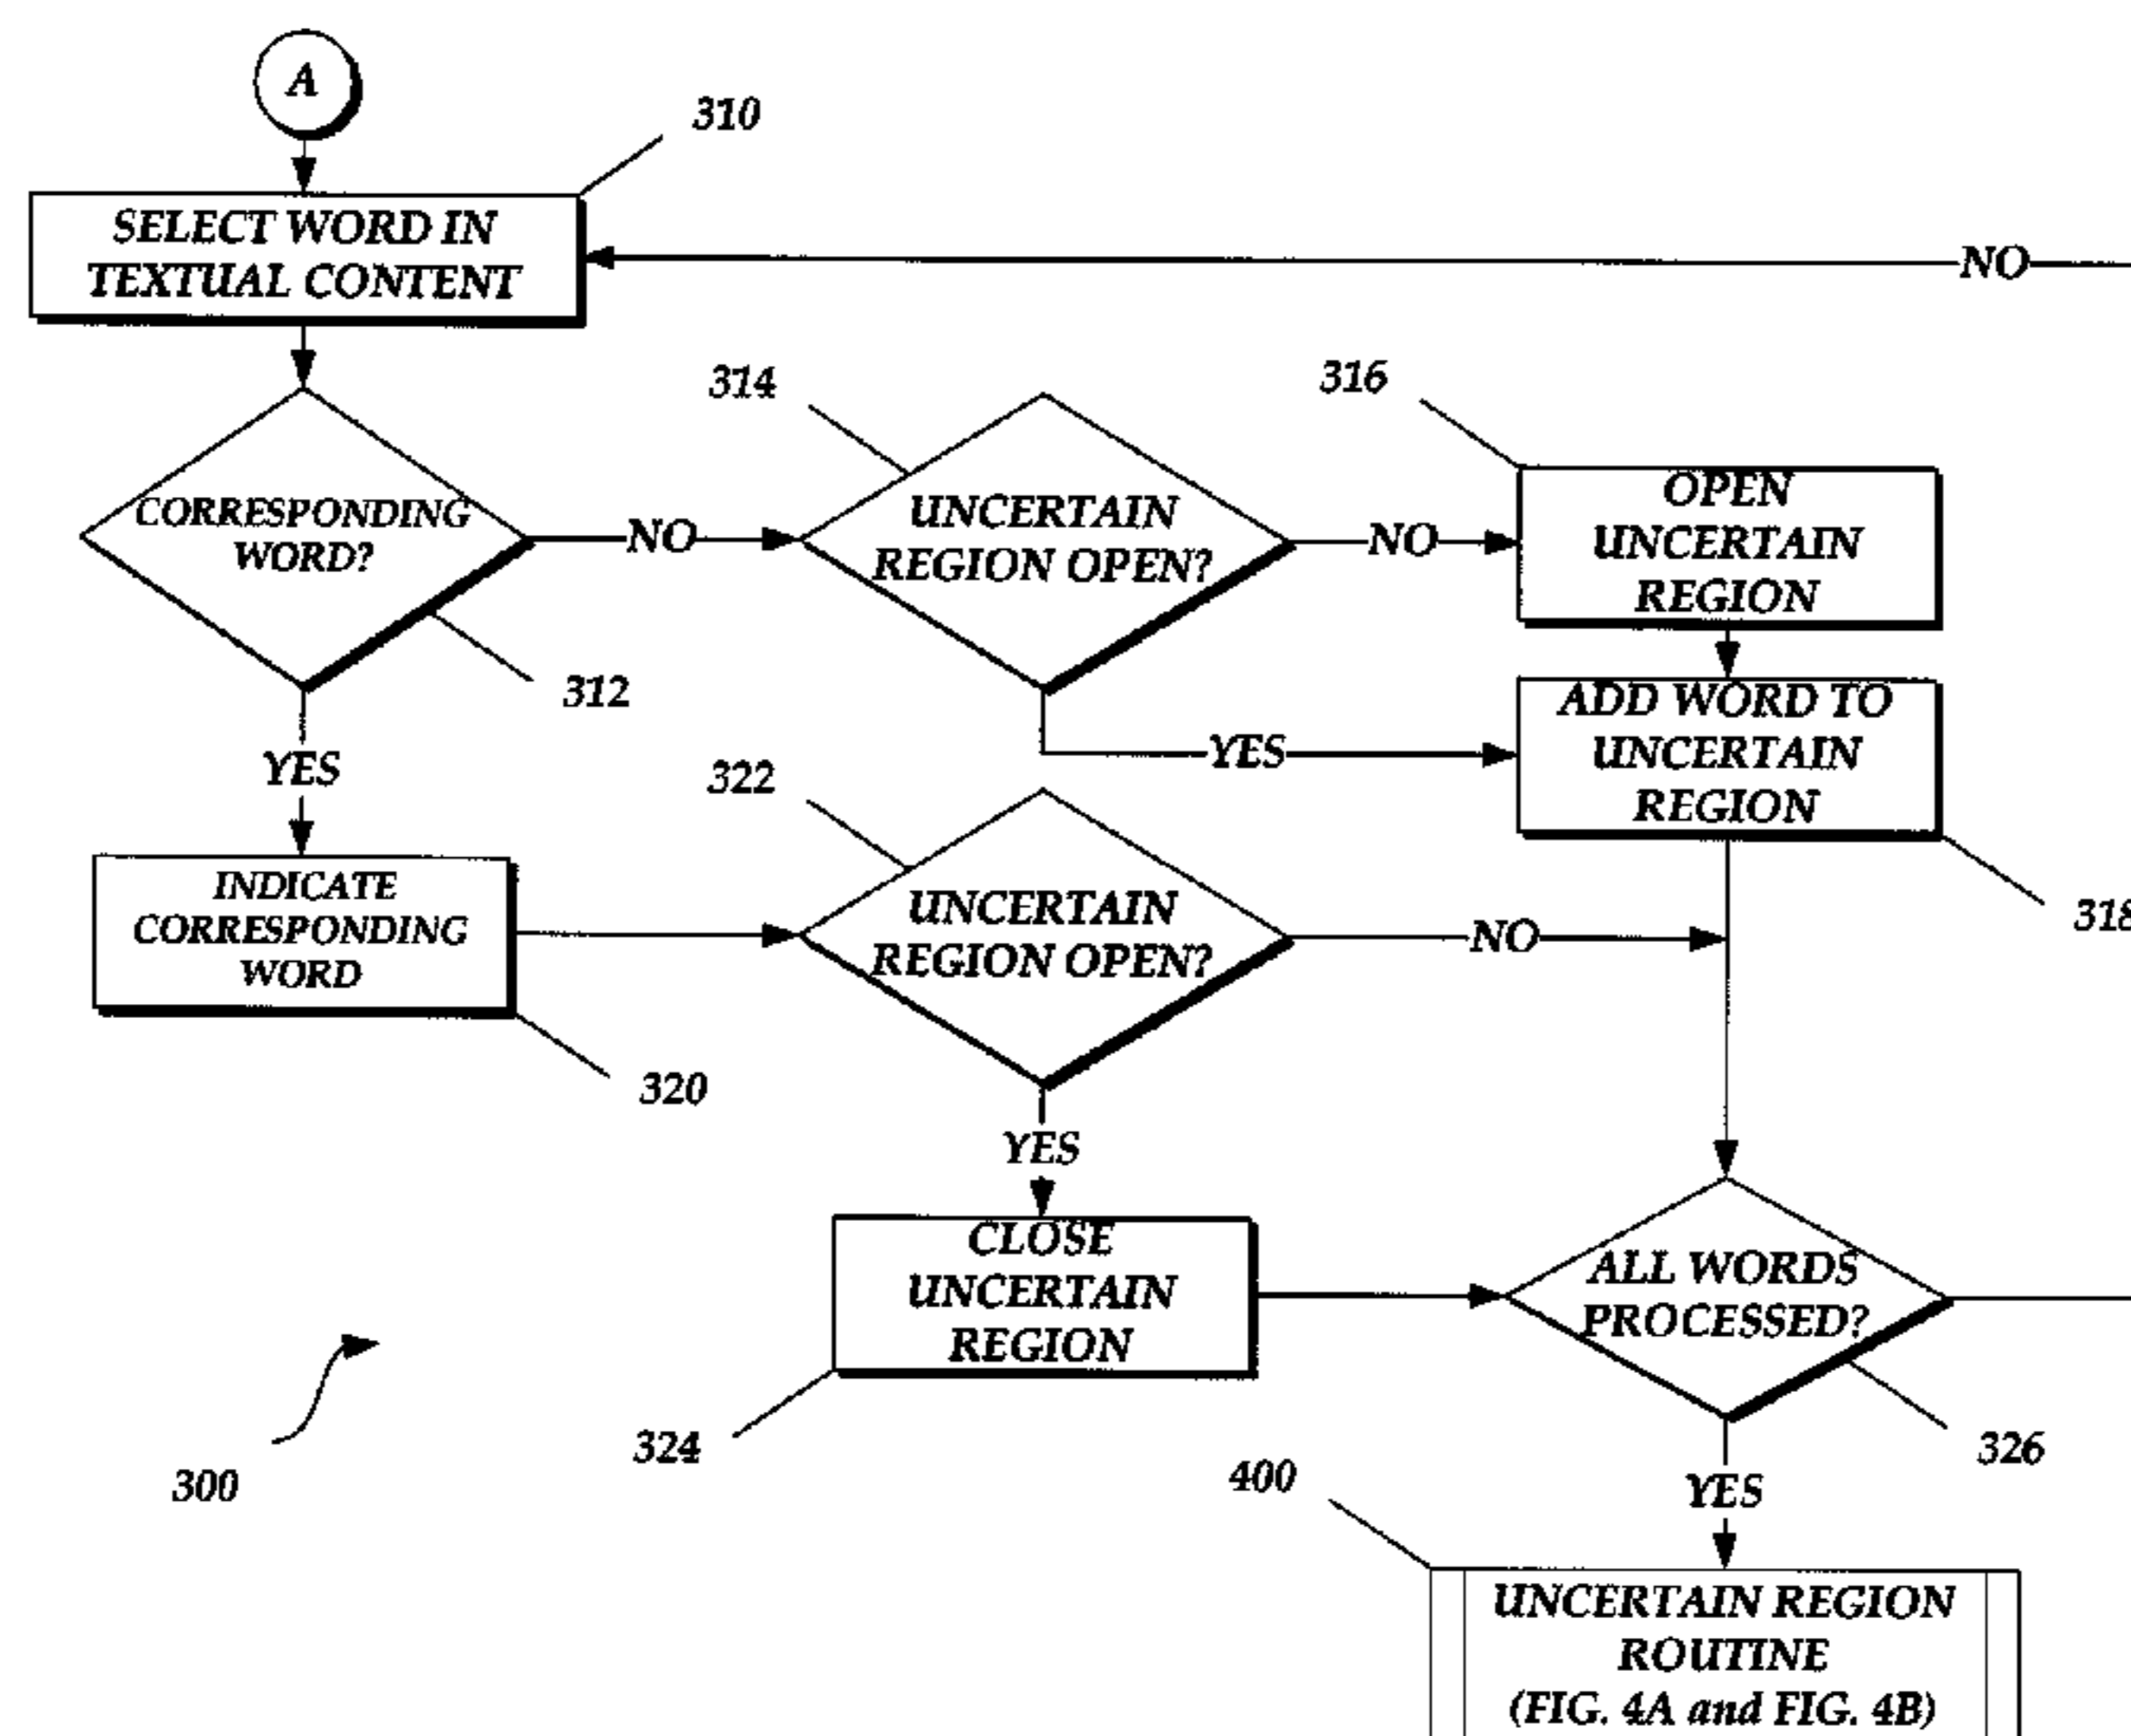 A
310
SELECT WORD IN
TEXTUAL CONTENT
NO
314
316
CORRESPONDING
WORD?
NO
UNCERTAIN
REGION OPEN?
NO
OPEN
UNCERTAIN
REGION
312
YES
ADD WORD TO
UNCERTAIN
REGION
YES
322
318
INDICATE
CORRESPONDING
WORD
UNCERTAIN
REGION OPEN?
NO
320
YES
CLOSE
UNCERTAIN
REGION
ALL WORDS
PROCESSED?
324
326
300
400
YES
UNCERTAIN REGION
ROUTINE
(FIG. 4A and FIG. 4B)